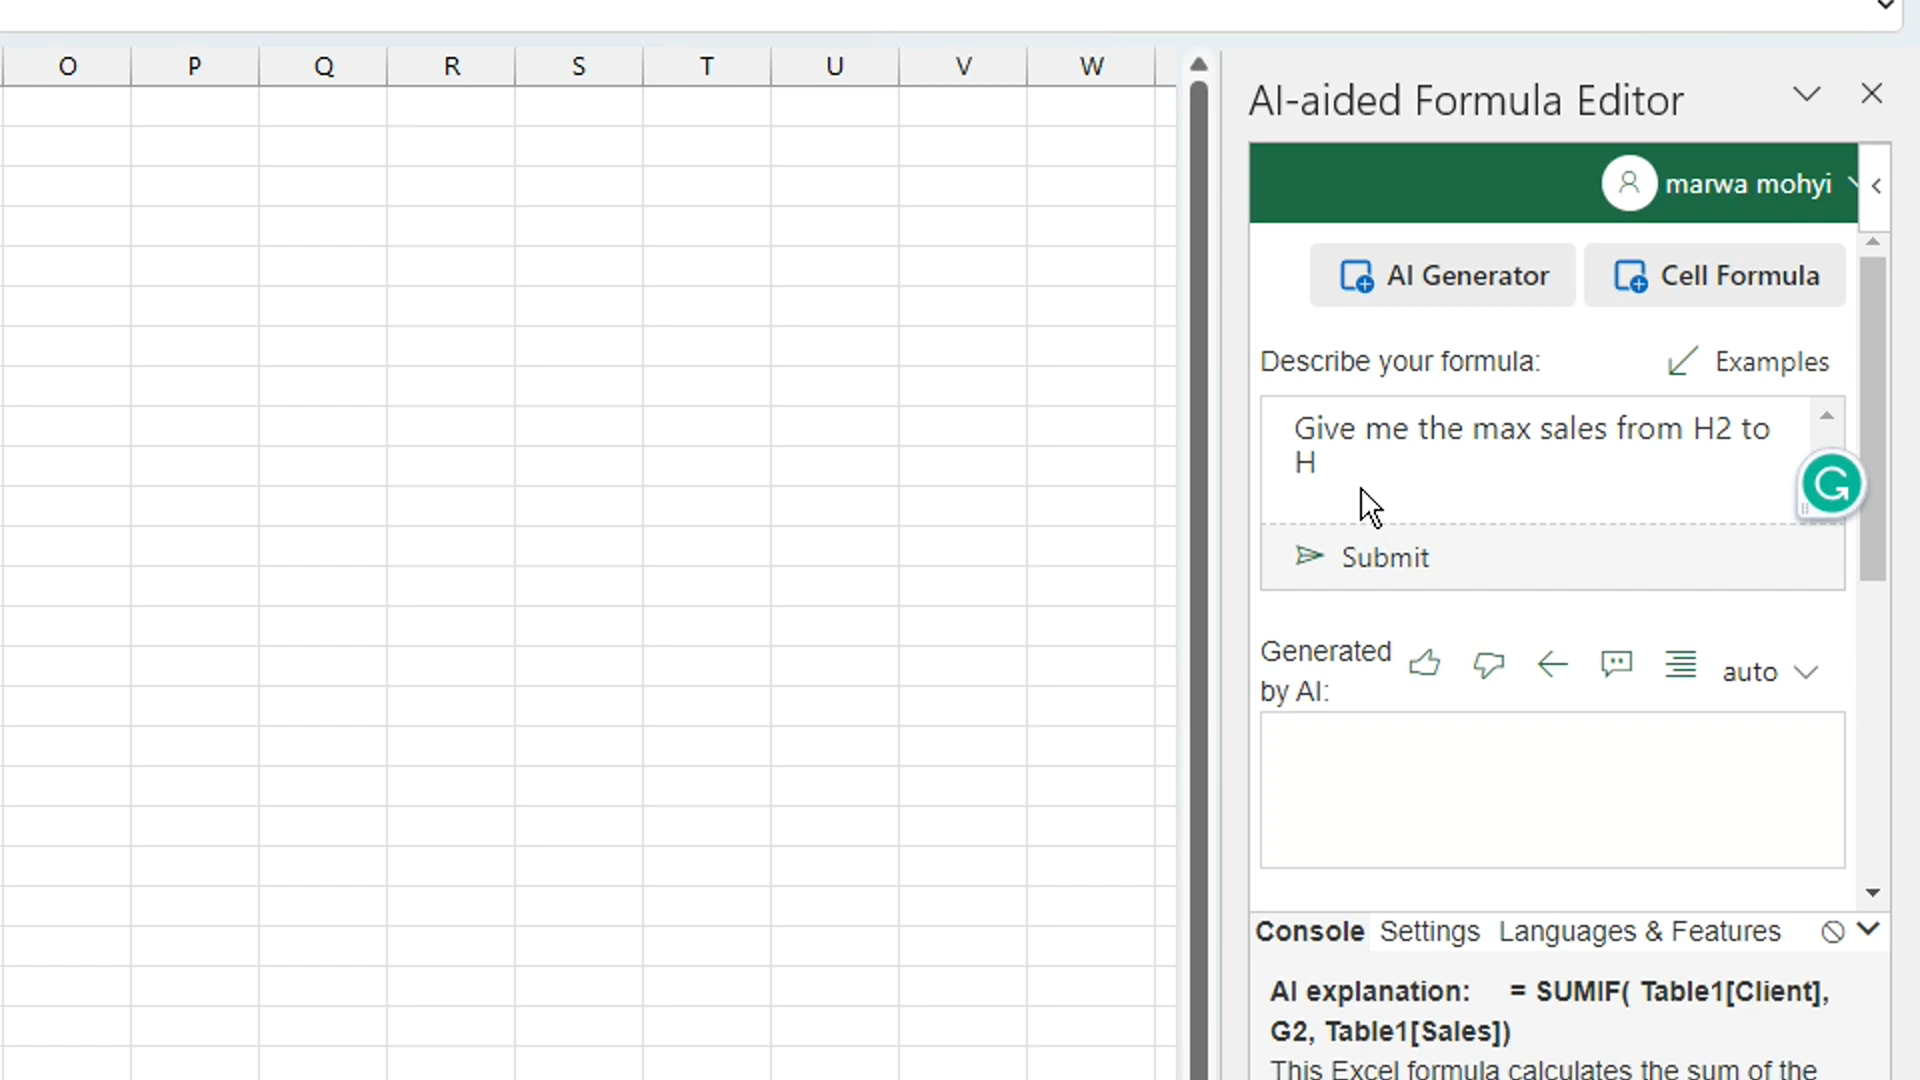 O P Q R S T U V W
AI-aided Formula Editor
marwa mohyi
AI Generator
Cell Formula
Describe your formula:
Examples
Give me the max sales from H2 to
H
Submit
Generated
by AI:
auto
Console Settings Languages & Features
AI explanation: = SUMIF( Table1[Client],
G2, Table1[Sales])
This Excel formula calculates the sum of the